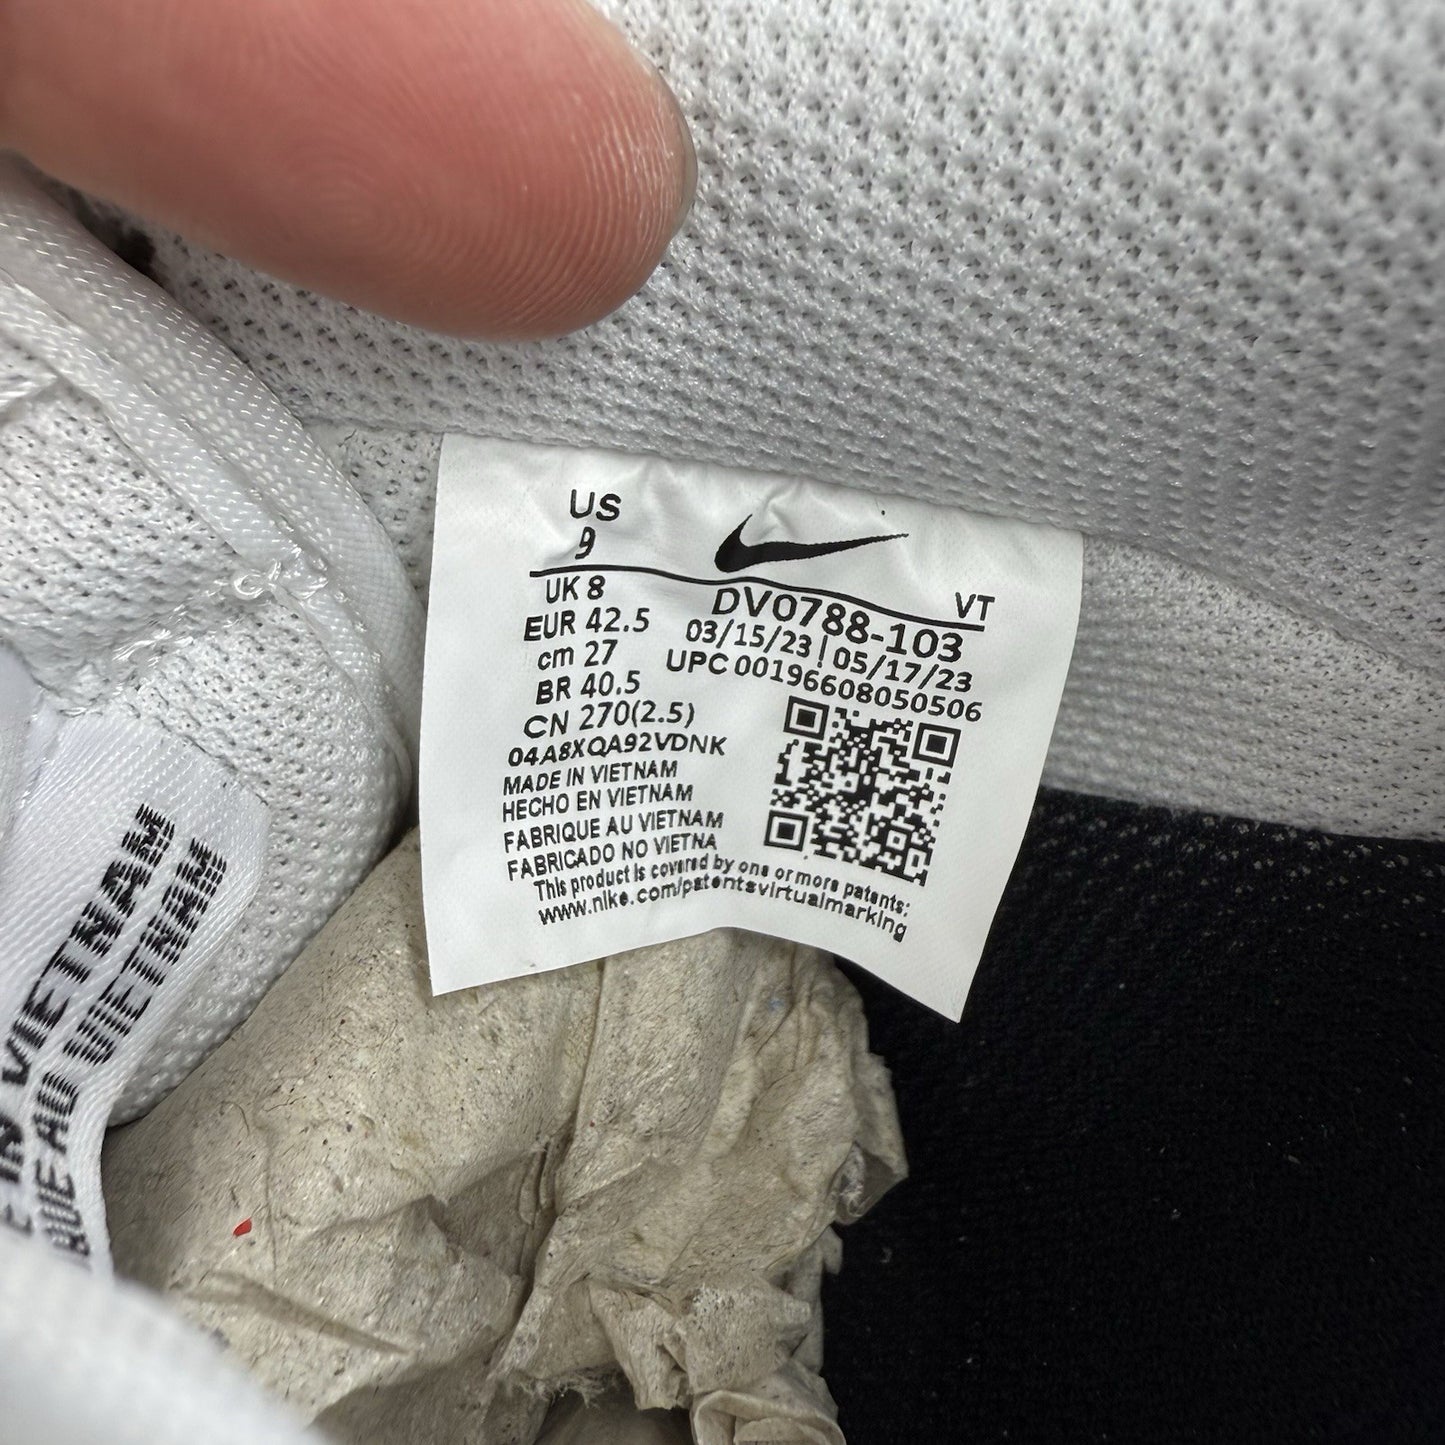 US
9
VT
UK 8
DV0788-103
EUR 42.5
03/15/23 | 05/17/23
cm 27
UPC 00196608050506
BR 40.5
CN 270(2.5)
04A8XQA92VDNK
MADE IN VIETNAM
HECHO EN VIETNAM
FABRIQUE AU VIETNAM
FABRICADO NO VIETNA
This product is covered by one or more patents:
www.nike.com/patentsvirtualmarking
E IN VIETNAM
QUE AU VIETNAM